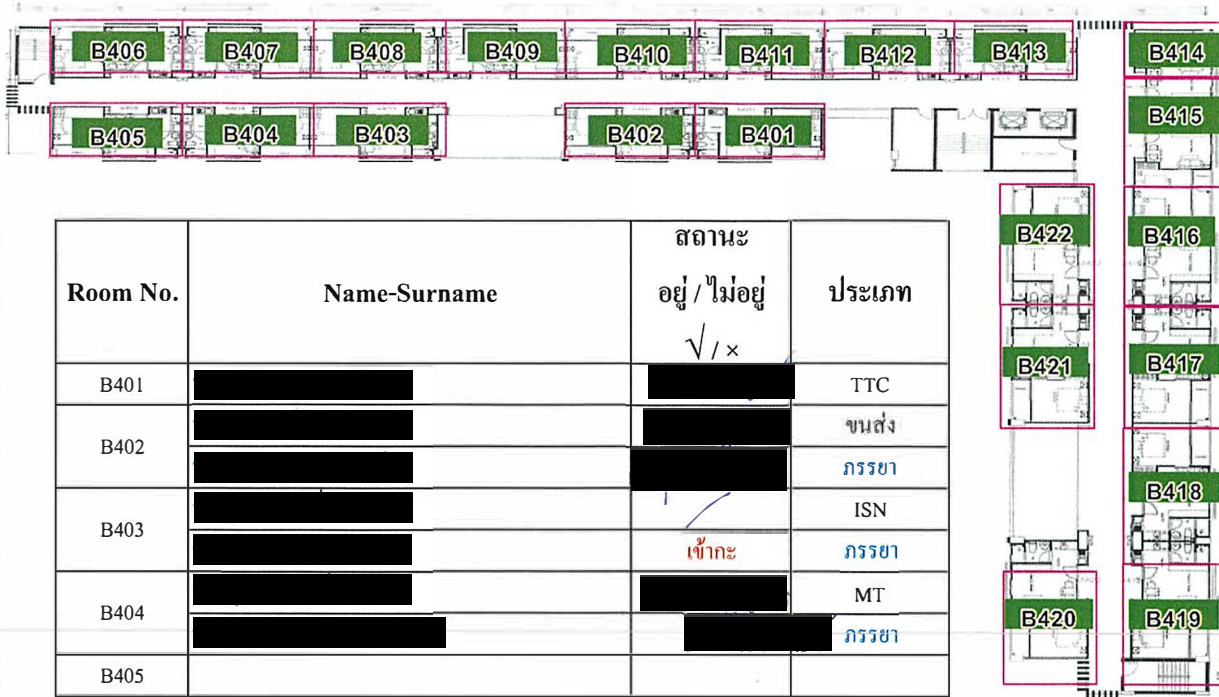 B406 B407 B408 B409 B410 B411 B412 B413 B414
B405 B404 B403 B402 B401 B415
B422 B416
B421 B417
B418
B420 B419
Room No. Name-Surname สถานะ อยู่ / ไม่อยู่ √ / × ประเภท
B401 TTC
B402 ขนส่ง
ภรรยา
B403 ISN
เข้ากะ ภรรยา
B404 MT
ภรรยา
B405